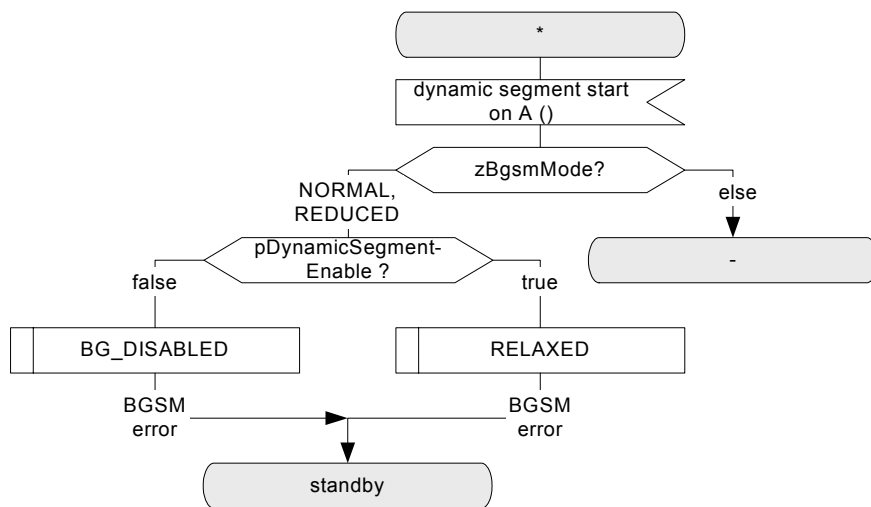 *
dynamic segment start
on A ()
zBgsmMode?
NORMAL,
REDUCED
else
pDynamicSegment-
Enable ?
-
false
true
BG_DISABLED
RELAXED
BGSM
error
BGSM
error
standby